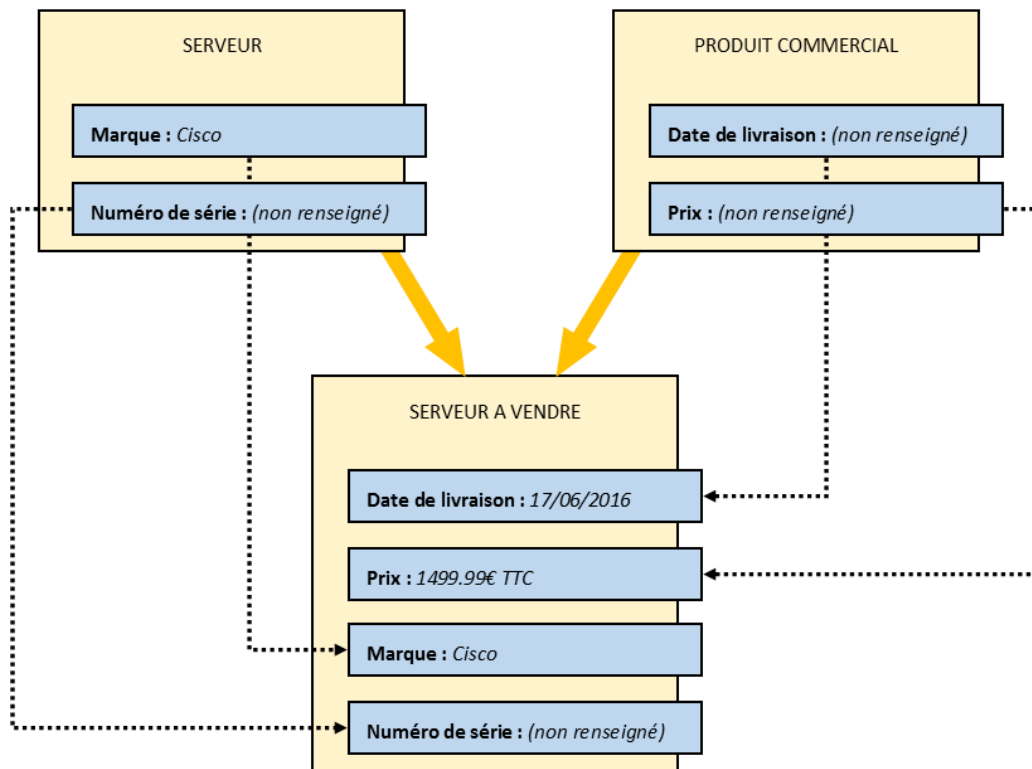 SERVEUR
Marque : Cisco
Numéro de série : (non renseigné)
PRODUIT COMMERCIAL
Date de livraison : (non renseigné)
Prix : (non renseigné)
SERVEUR A VENDRE
Date de livraison : 17/06/2016
Prix : 1499.99€ TTC
Marque : Cisco
Numéro de série : (non renseigné)